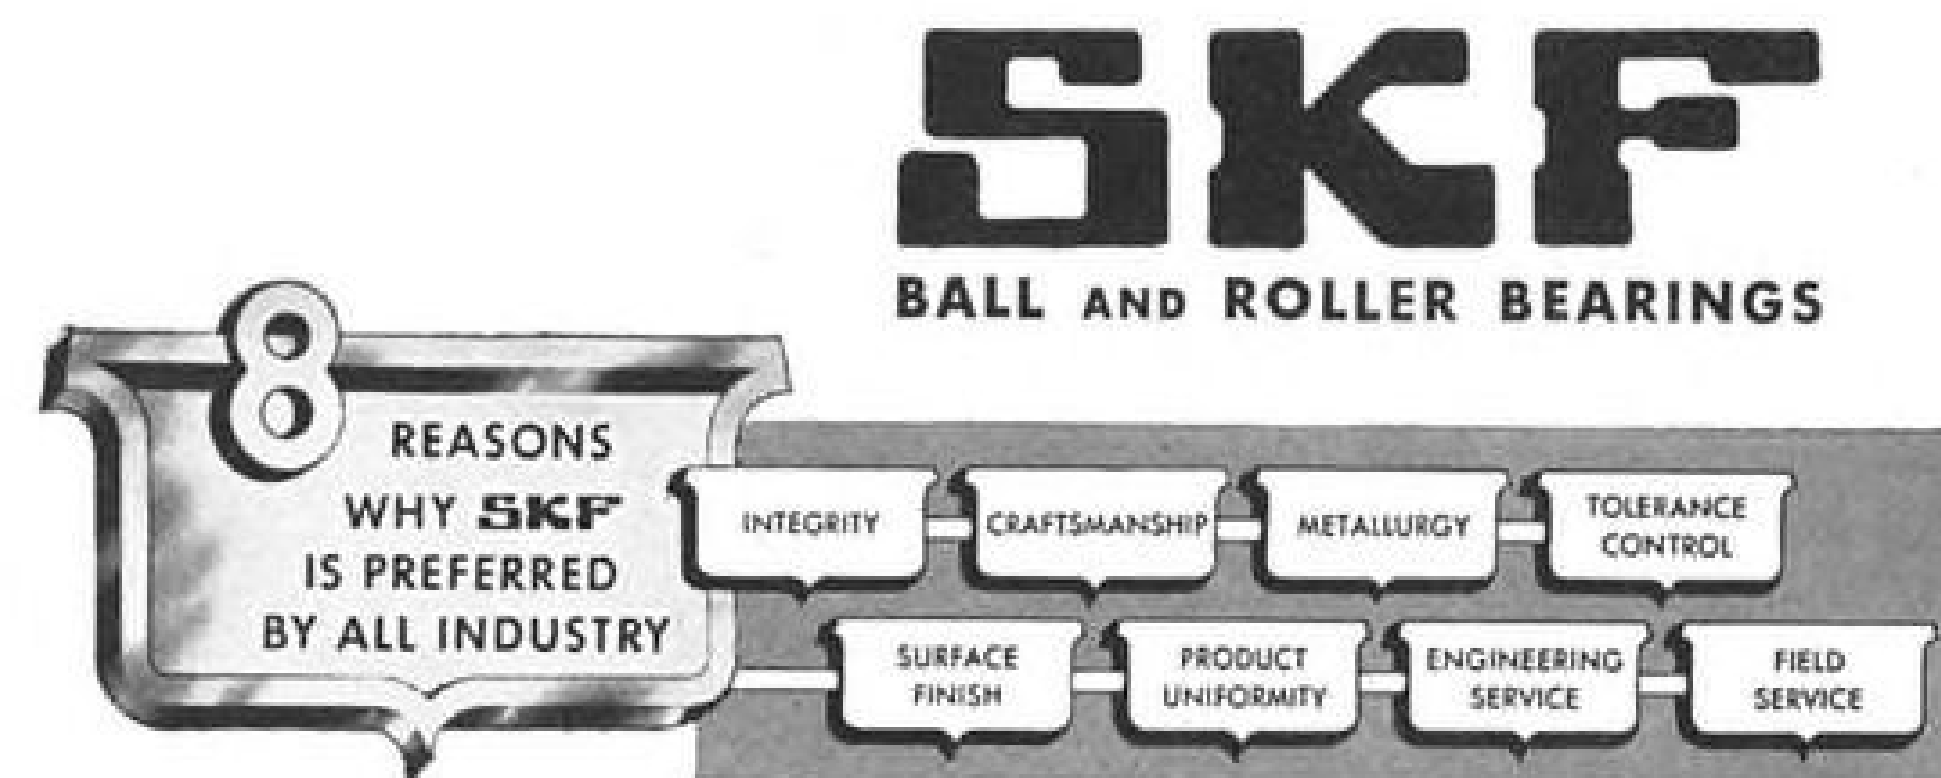 SKF
BALL AND ROLLER BEARINGS
8
REASONS
WHY SKF
IS PREFERRED
BY ALL INDUSTRY
INTEGRITY
CRAFTSMANSHIP
METALLURGY
TOLERANCE
CONTROL
SURFACE
FINISH
PRODUCT
UNIFORMITY
ENGINEERING
SERVICE
FIELD
SERVICE